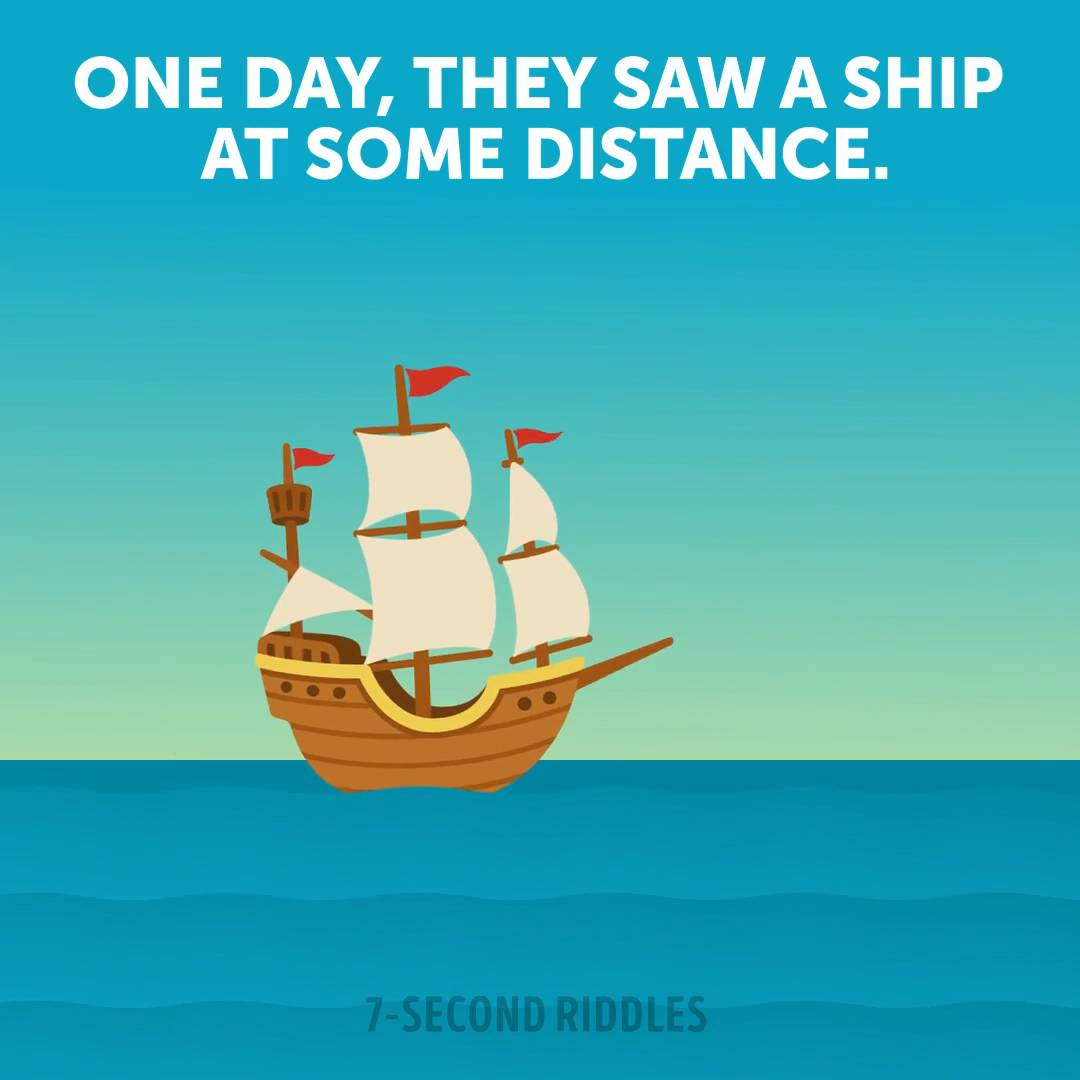 ONE DAY, THEY SAW A SHIP
AT SOME DISTANCE.
7-SECOND RIDDLES